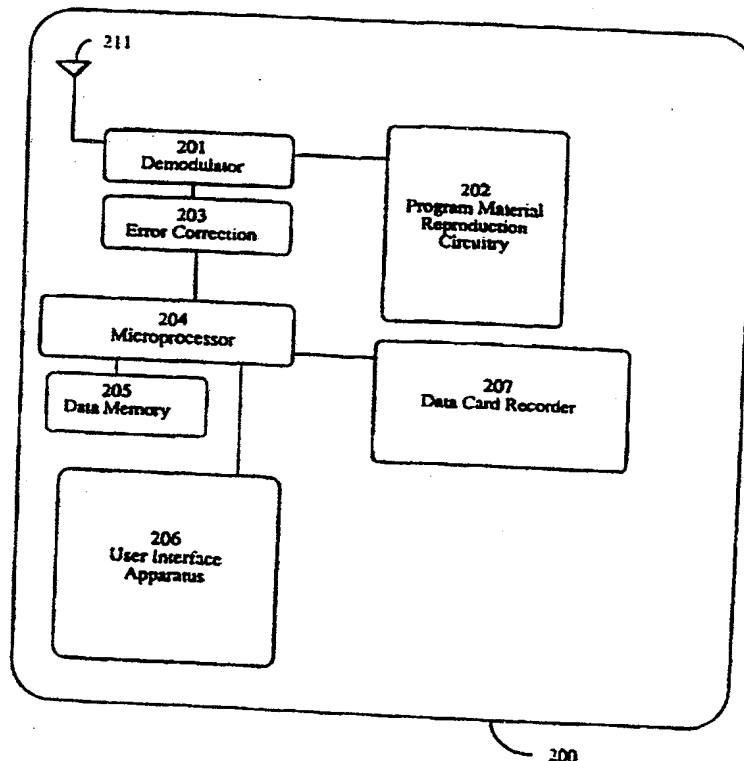 211
201
Demodulator
202
Program Material
Reproduction
Circuitry
203
Error Correction
204
Microprocessor
205
Data Memory
207
Data Card Recorder
206
User Interface
Apparatus
200